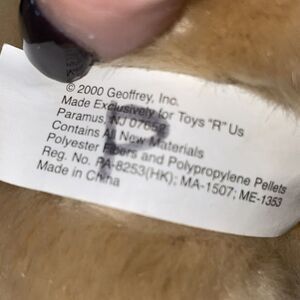 © 2000 Geoffrey, Inc.
Made Exclusively for Toys "R" Us
Paramus, NJ 07652
Contains All New Materials
Polyester Fibers and Polypropylene Pellets
Reg. No. PA-8253(HK); MA-1507; ME-1353
Made in China